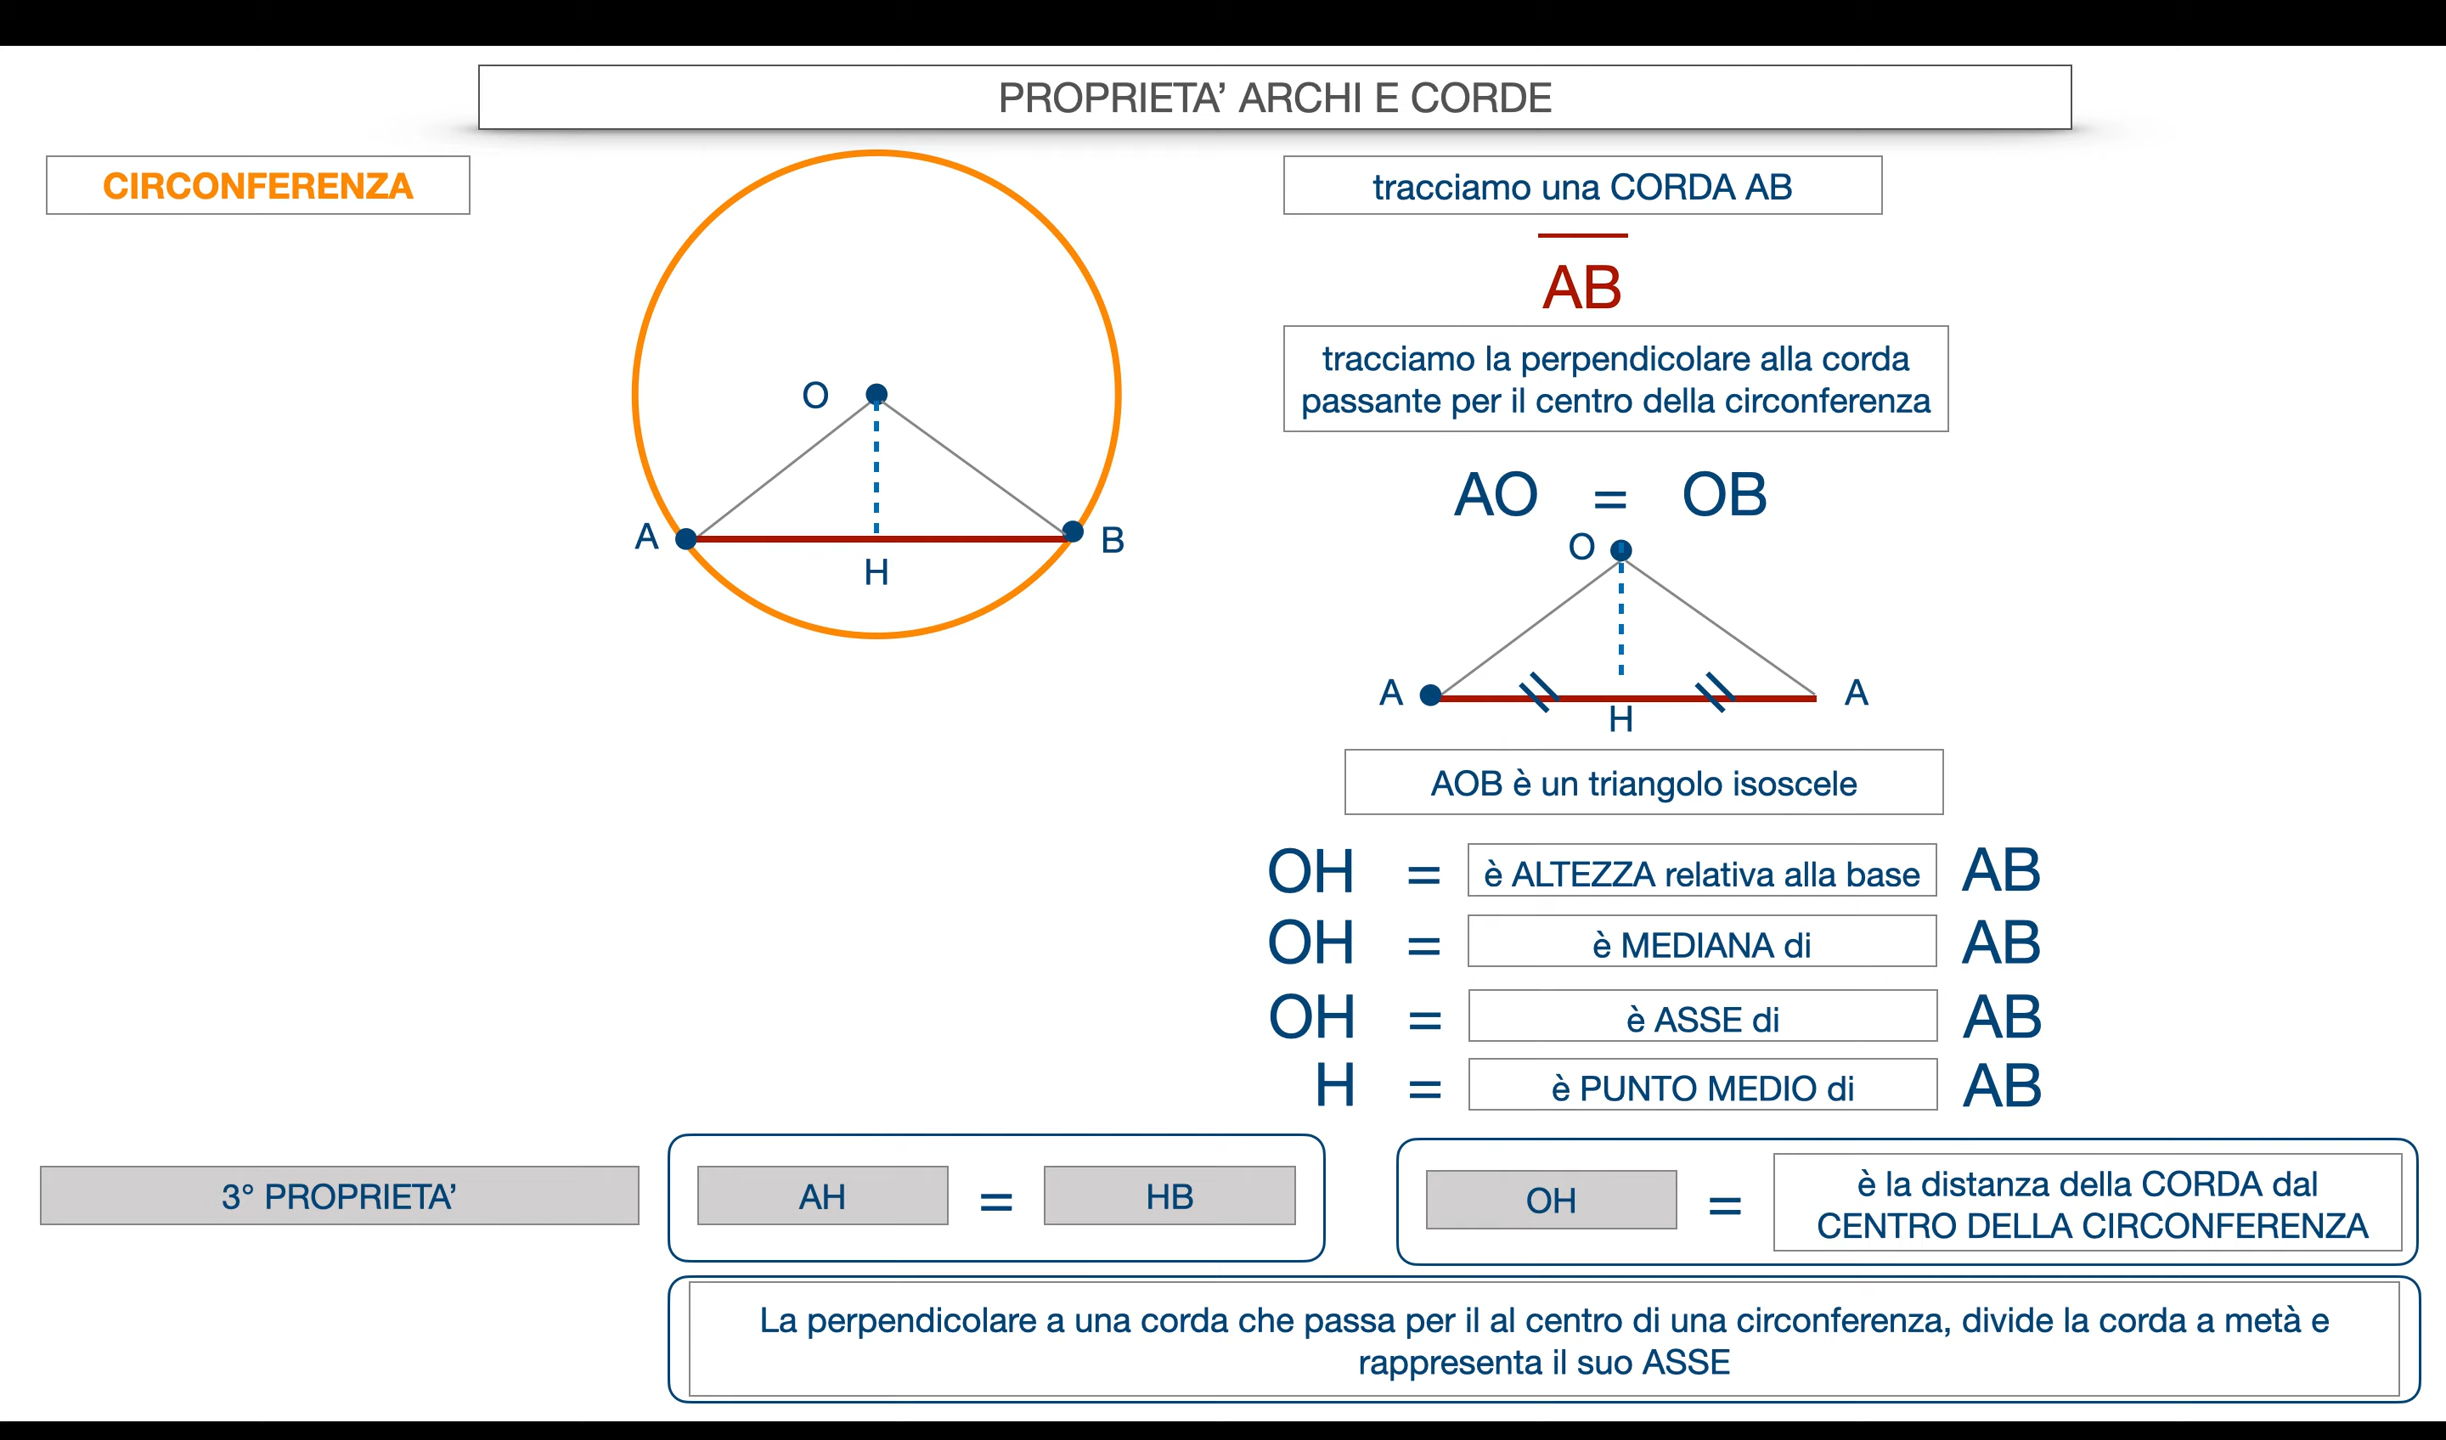 PROPRIETA’ ARCHI E CORDE
CIRCONFERENZA
O
A
B
H
tracciamo una CORDA AB
AB
tracciamo la perpendicolare alla corda
passante per il centro della circonferenza
AO = OB
O
A
A
H
AOB è un triangolo isoscele
OH = è ALTEZZA relativa alla base AB
OH = è MEDIANA di AB
OH = è ASSE di AB
H = è PUNTO MEDIO di AB
3° PROPRIETA’
AH = HB
OH = è la distanza della CORDA dal
CENTRO DELLA CIRCONFERENZA
La perpendicolare a una corda che passa per il al centro di una circonferenza, divide la corda a metà e
rappresenta il suo ASSE